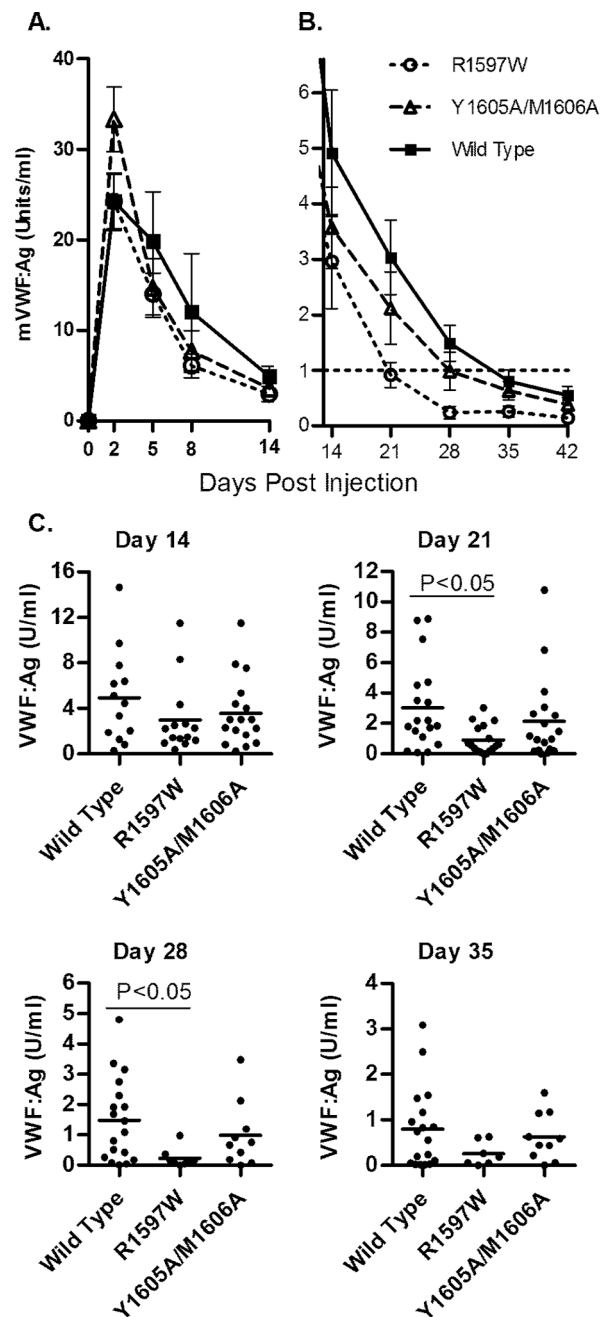 A.
B.
mVWF:Ag (Units/ml)
40
30
20
10
0
0 2 5 8 14
6
5
4
3
2
1
0
14 21 28 35 42
R1597W
Y1605A/M1606A
Wild Type
Days Post Injection
C.
Day 14
VWF:Ag (U/ml)
16
12
8
4
0
Wild Type
R1597W
Y1605A/M1606A
Day 21
P<0.05
VWF:Ag (U/ml)
12
10
8
6
4
2
0
Wild Type
R1597W
Y1605A/M1606A
Day 28
P<0.05
VWF:Ag (U/ml)
6
5
4
3
2
1
0
Wild Type
R1597W
Y1605A/M1606A
Day 35
VWF:Ag (U/ml)
4
3
2
1
0
Wild Type
R1597W
Y1605A/M1606A